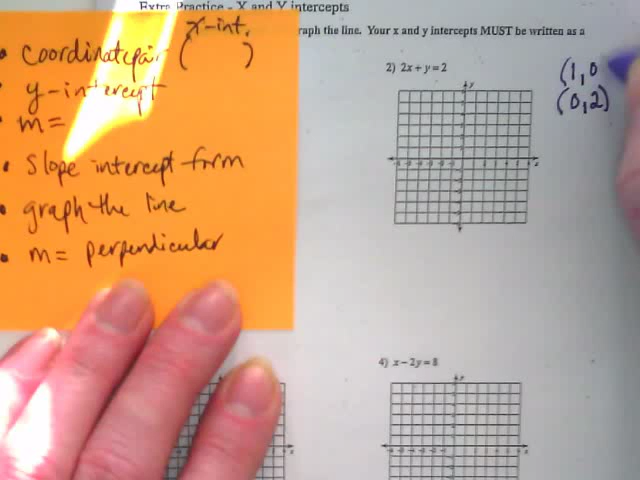 Extra Practice - X and Y intercepts
raph the line. Your x and y intercepts MUST be written as a
x-int.
• coordinate pair ( )
• y-intercept
• m=
• slope intercept form
• graph the line
• m= perpendicular
2) 2x + y = 2
(1,0
(0,2)
4) x − 2y = 8